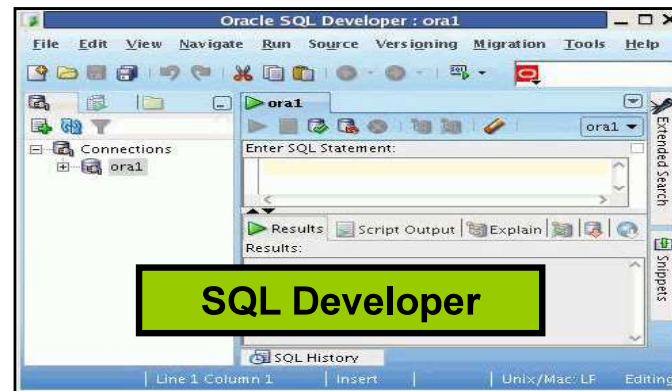 Oracle SQL Developer : ora1
File Edit View Navigate Run Source Versioning Migration Tools Help
ora1
ora1
Connections
ora1
Enter SQL Statement:
Results Script Output Explain
Results:
SQL Developer
SQL History
Line 1 Column 1 Insert Unix/Mac: LF Editing
Extended Search
Snippets